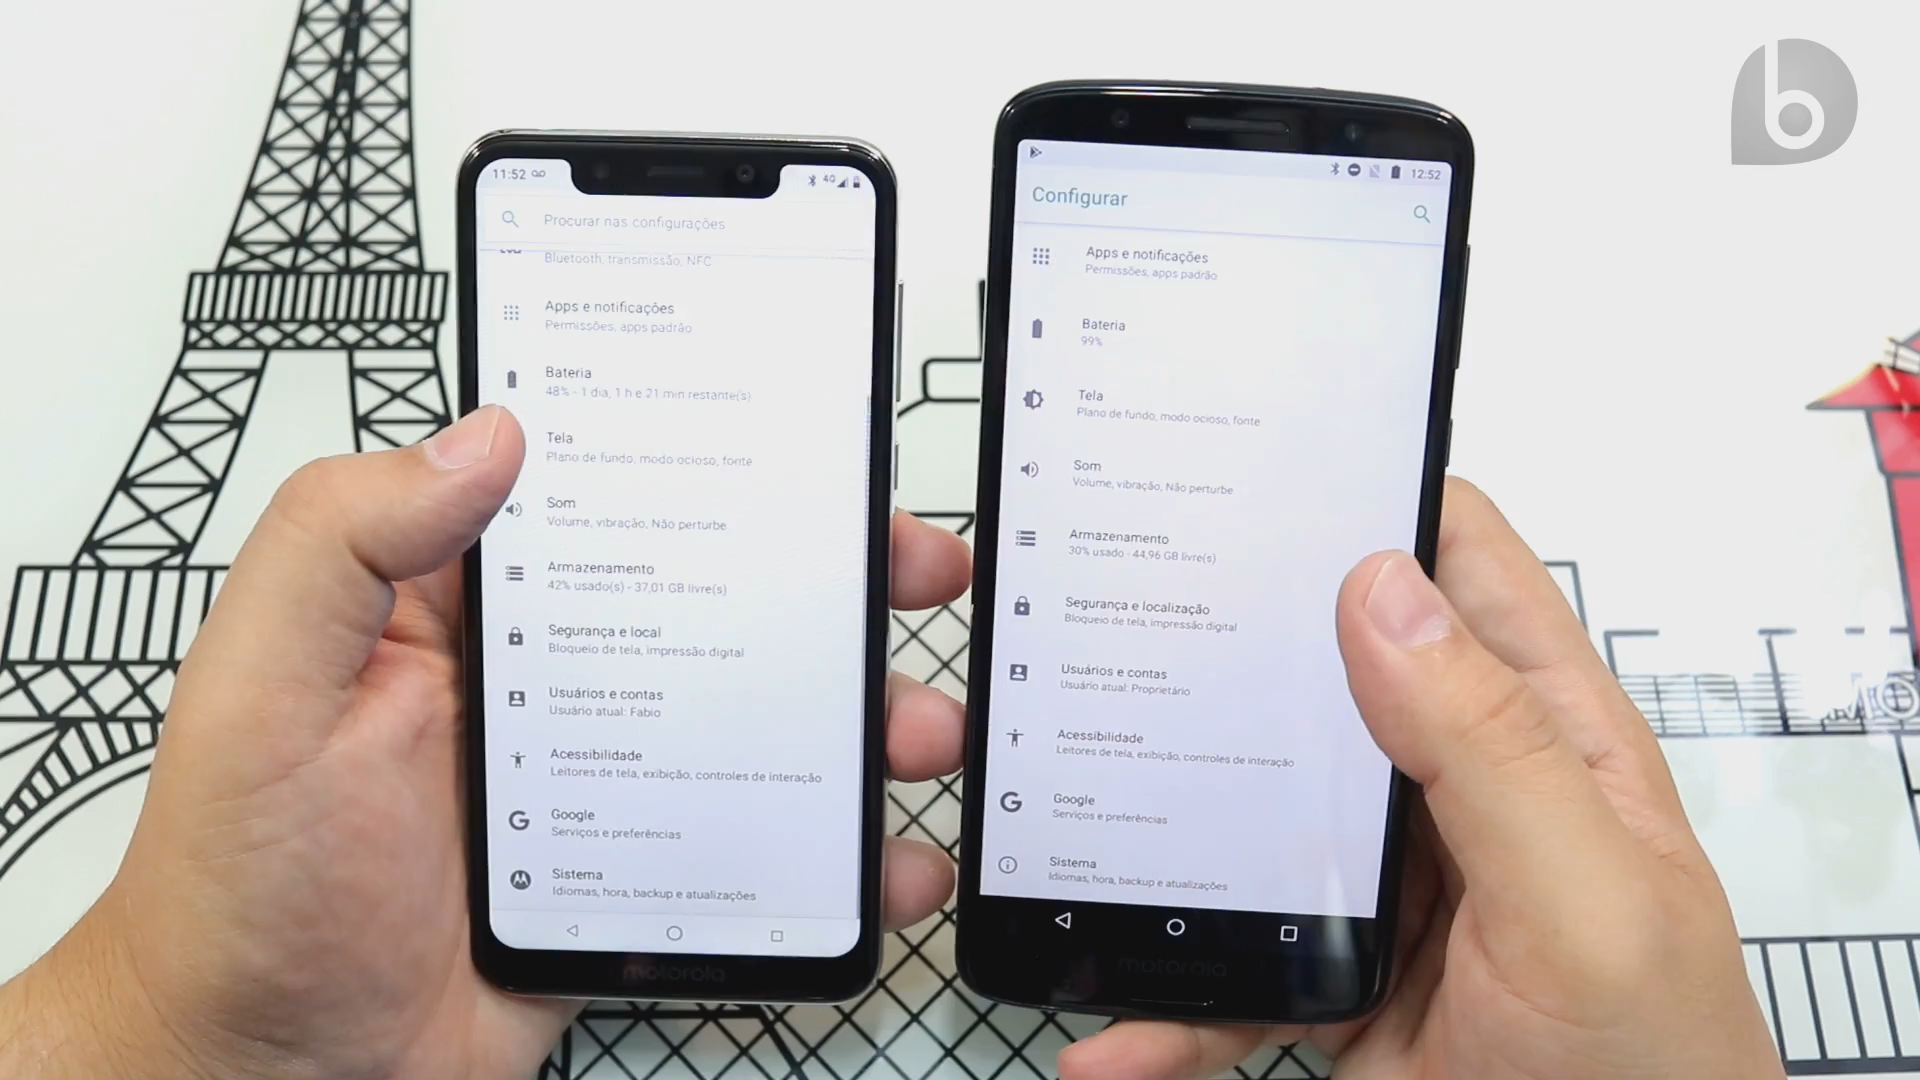 11:52
4G
Procurar nas configurações
Bluetooth, transmissão, NFC
Apps e notificações
Permissões, apps padrão
Bateria
48% - 1 dia, 1 h e 21 min restante(s)
Tela
Plano de fundo, modo ocioso, fonte
Som
Volume, vibração, Não perturbe
Armazenamento
42% usado(s) - 37,01 GB livre(s)
Segurança e local
Bloqueio de tela, impressão digital
Usuários e contas
Usuário atual: Fabio
Acessibilidade
Leitores de tela, exibição, controles de interação
Google
Serviços e preferências
Sistema
Idiomas, hora, backup e atualizações
motorola
12:52
Configurar
Apps e notificações
Permissões, apps padrão
Bateria
99%
Tela
Plano de fundo, modo ocioso, fonte
Som
Volume, vibração, Não perturbe
Armazenamento
30% usado - 44,96 GB livre(s)
Segurança e localização
Bloqueio de tela, impressão digital
Usuários e contas
Usuário atual: Proprietário
Acessibilidade
Leitores de tela, exibição, controles de interação
Google
Serviços e preferências
Sistema
Idiomas, hora, backup e atualizações
motorola
b